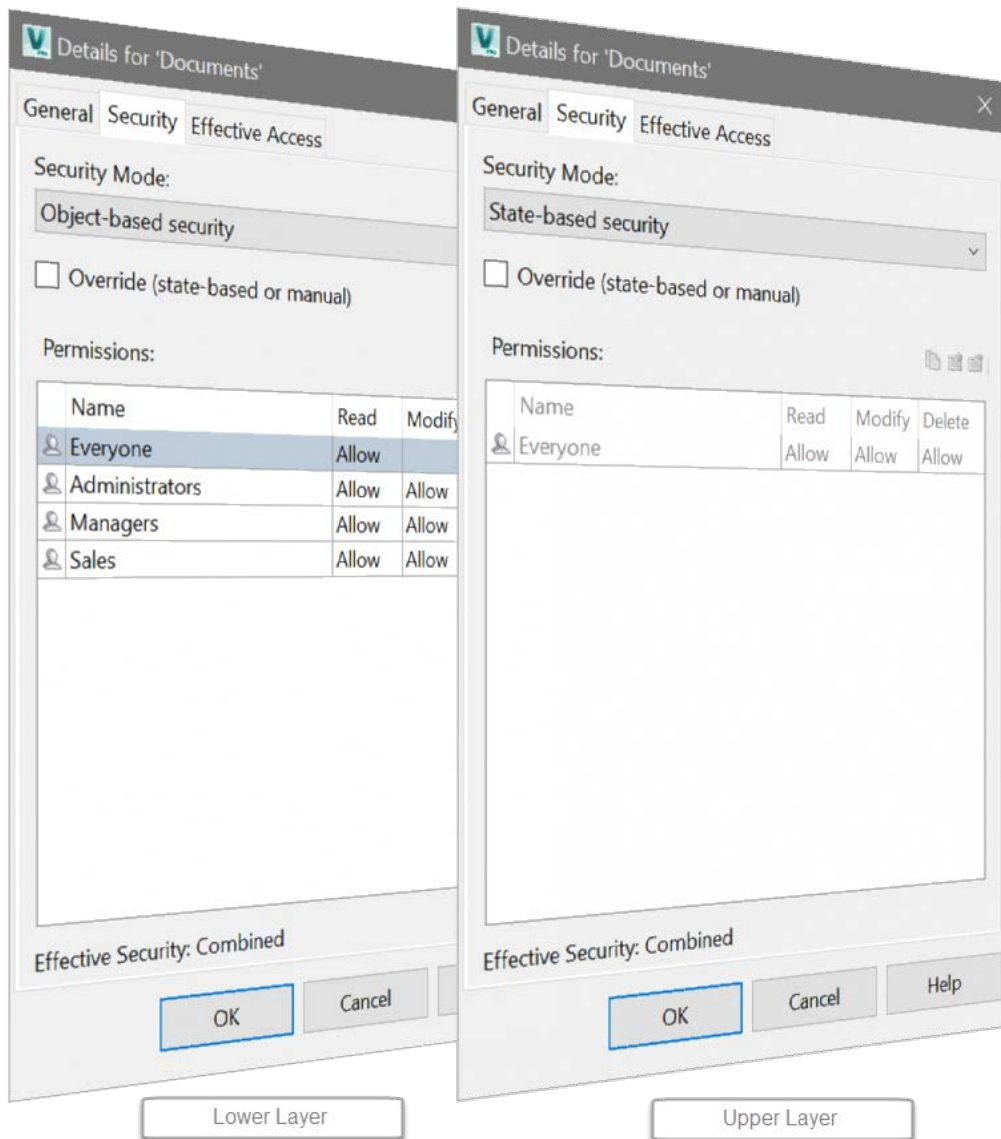 Details for 'Documents'
General Security Effective Access
Security Mode:
Object-based security
Override (state-based or manual)
Permissions:
Name Read Modify
Everyone Allow
Administrators Allow Allow
Managers Allow Allow
Sales Allow Allow
Effective Security: Combined
OK Cancel
Lower Layer
Details for 'Documents'
General Security Effective Access
Security Mode:
State-based security
Override (state-based or manual)
Permissions:
Name Read Modify Delete
Everyone Allow Allow Allow
Effective Security: Combined
OK Cancel Help
Upper Layer